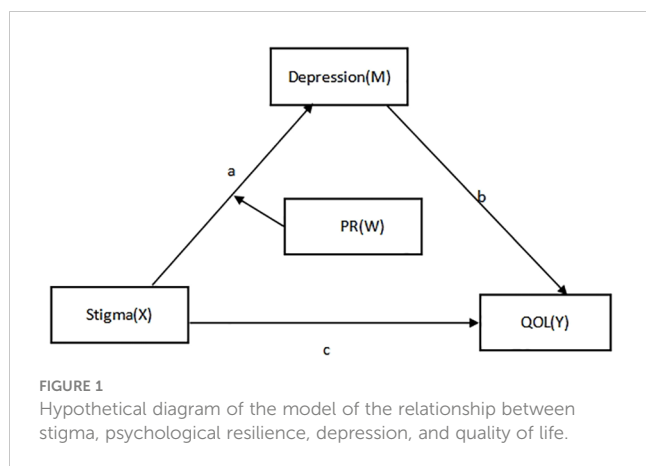 Depression(M)
a
b
PR(W)
Stigma(X)
QOL(Y)
c
FIGURE 1
Hypothetical diagram of the model of the relationship between
stigma, psychological resilience, depression, and quality of life.